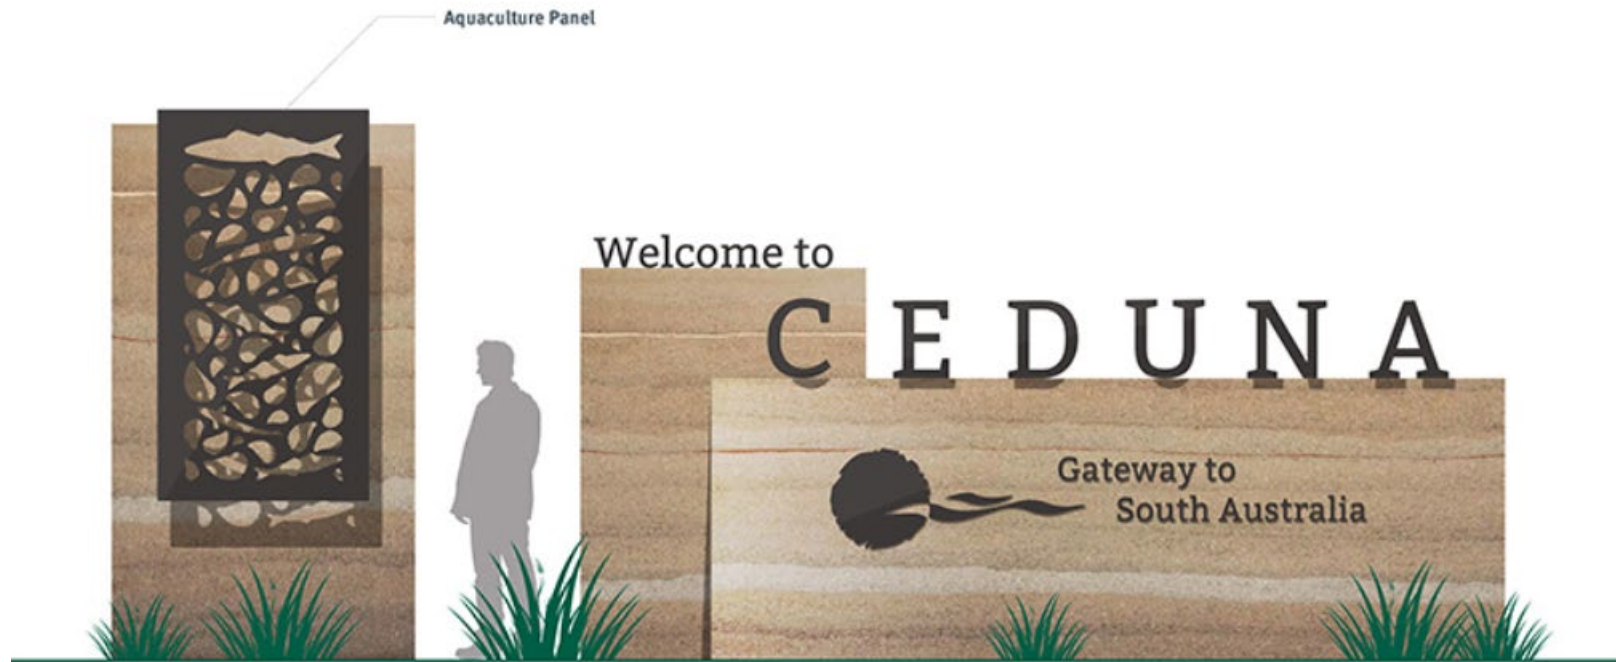 Aquaculture Panel
Welcome to
CEDUNA
Gateway to
South Australia